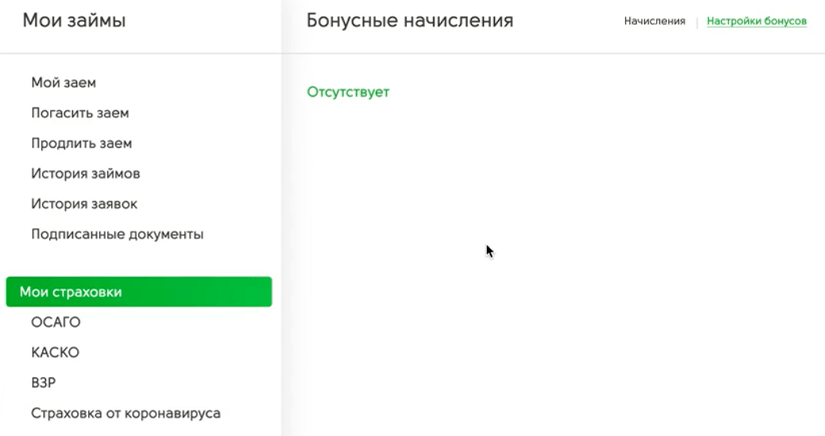 Мои займы
Мой заем
Погасить заем
Продлить заем
История займов
История заявок
Подписанные документы
Мои страховки
ОСАГО
КАСКО
ВЗР
Страховка от коронавируса
Бонусные начисления
Начисления | Настройки бонусов
Отсутствует